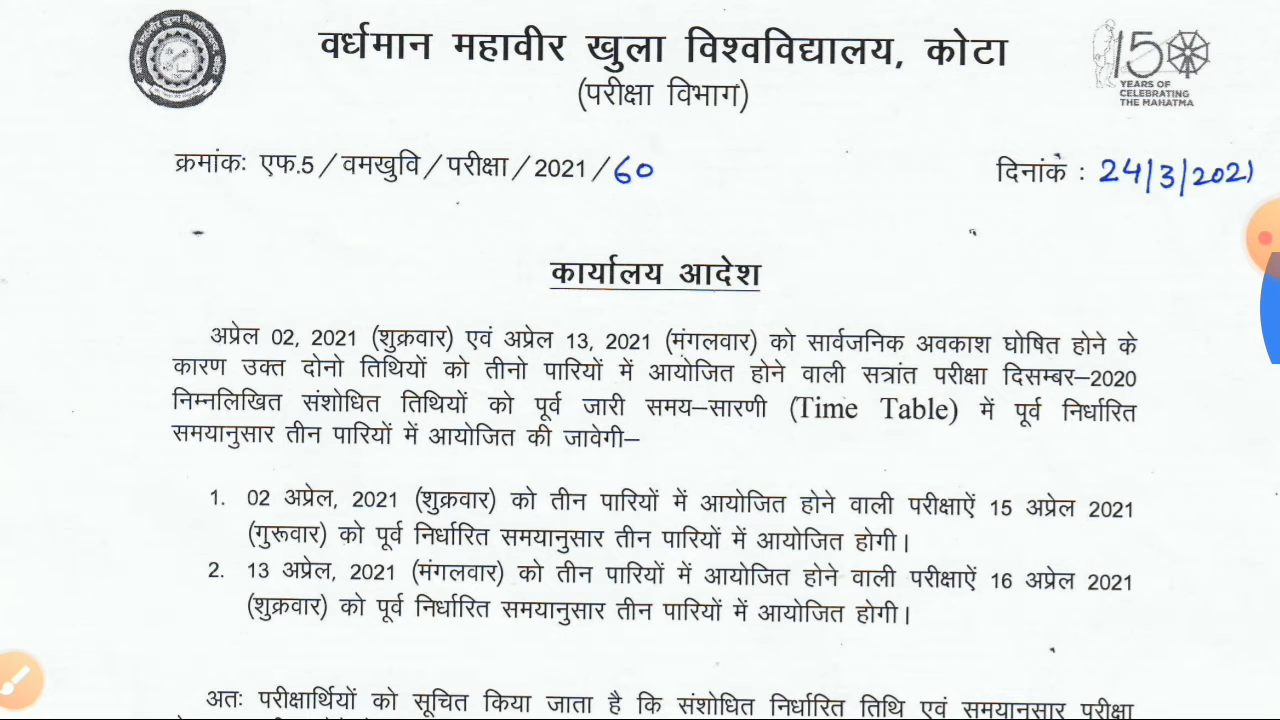 वर्धमान महावीर खुला विश्वविद्यालय, कोटा
(परीक्षा विभाग)
150
YEARS OF
CELEBRATING
THE MAHATMA
क्रमांकः एफ.5/वमखुवि/परीक्षा/2021/60
दिनांक : 24/3/2021
कार्यालय आदेश
अप्रेल 02, 2021 (शुक्रवार) एवं अप्रेल 13, 2021 (मंगलवार) को सार्वजनिक अवकाश घोषित होने के
कारण उक्त दोनो तिथियों को तीनो पारियों में आयोजित होने वाली सत्रांत परीक्षा दिसम्बर–2020
निम्नलिखित संशोधित तिथियों को पूर्व जारी समय–सारणी (Time Table) में पूर्व निर्धारित
समयानुसार तीन पारियों में आयोजित की जावेगी–
1. 02 अप्रेल, 2021 (शुक्रवार) को तीन पारियों में आयोजित होने वाली परीक्षाऐं 15 अप्रेल 2021
(गुरूवार) को पूर्व निर्धारित समयानुसार तीन पारियों में आयोजित होगी।
2. 13 अप्रेल, 2021 (मंगलवार) को तीन पारियों में आयोजित होने वाली परीक्षाऐं 16 अप्रेल 2021
(शुक्रवार) को पूर्व निर्धारित समयानुसार तीन पारियों में आयोजित होगी।
अतः परीक्षार्थियों को सूचित किया जाता है कि संशोधित निर्धारित तिथि एवं समयानुसार परीक्षा